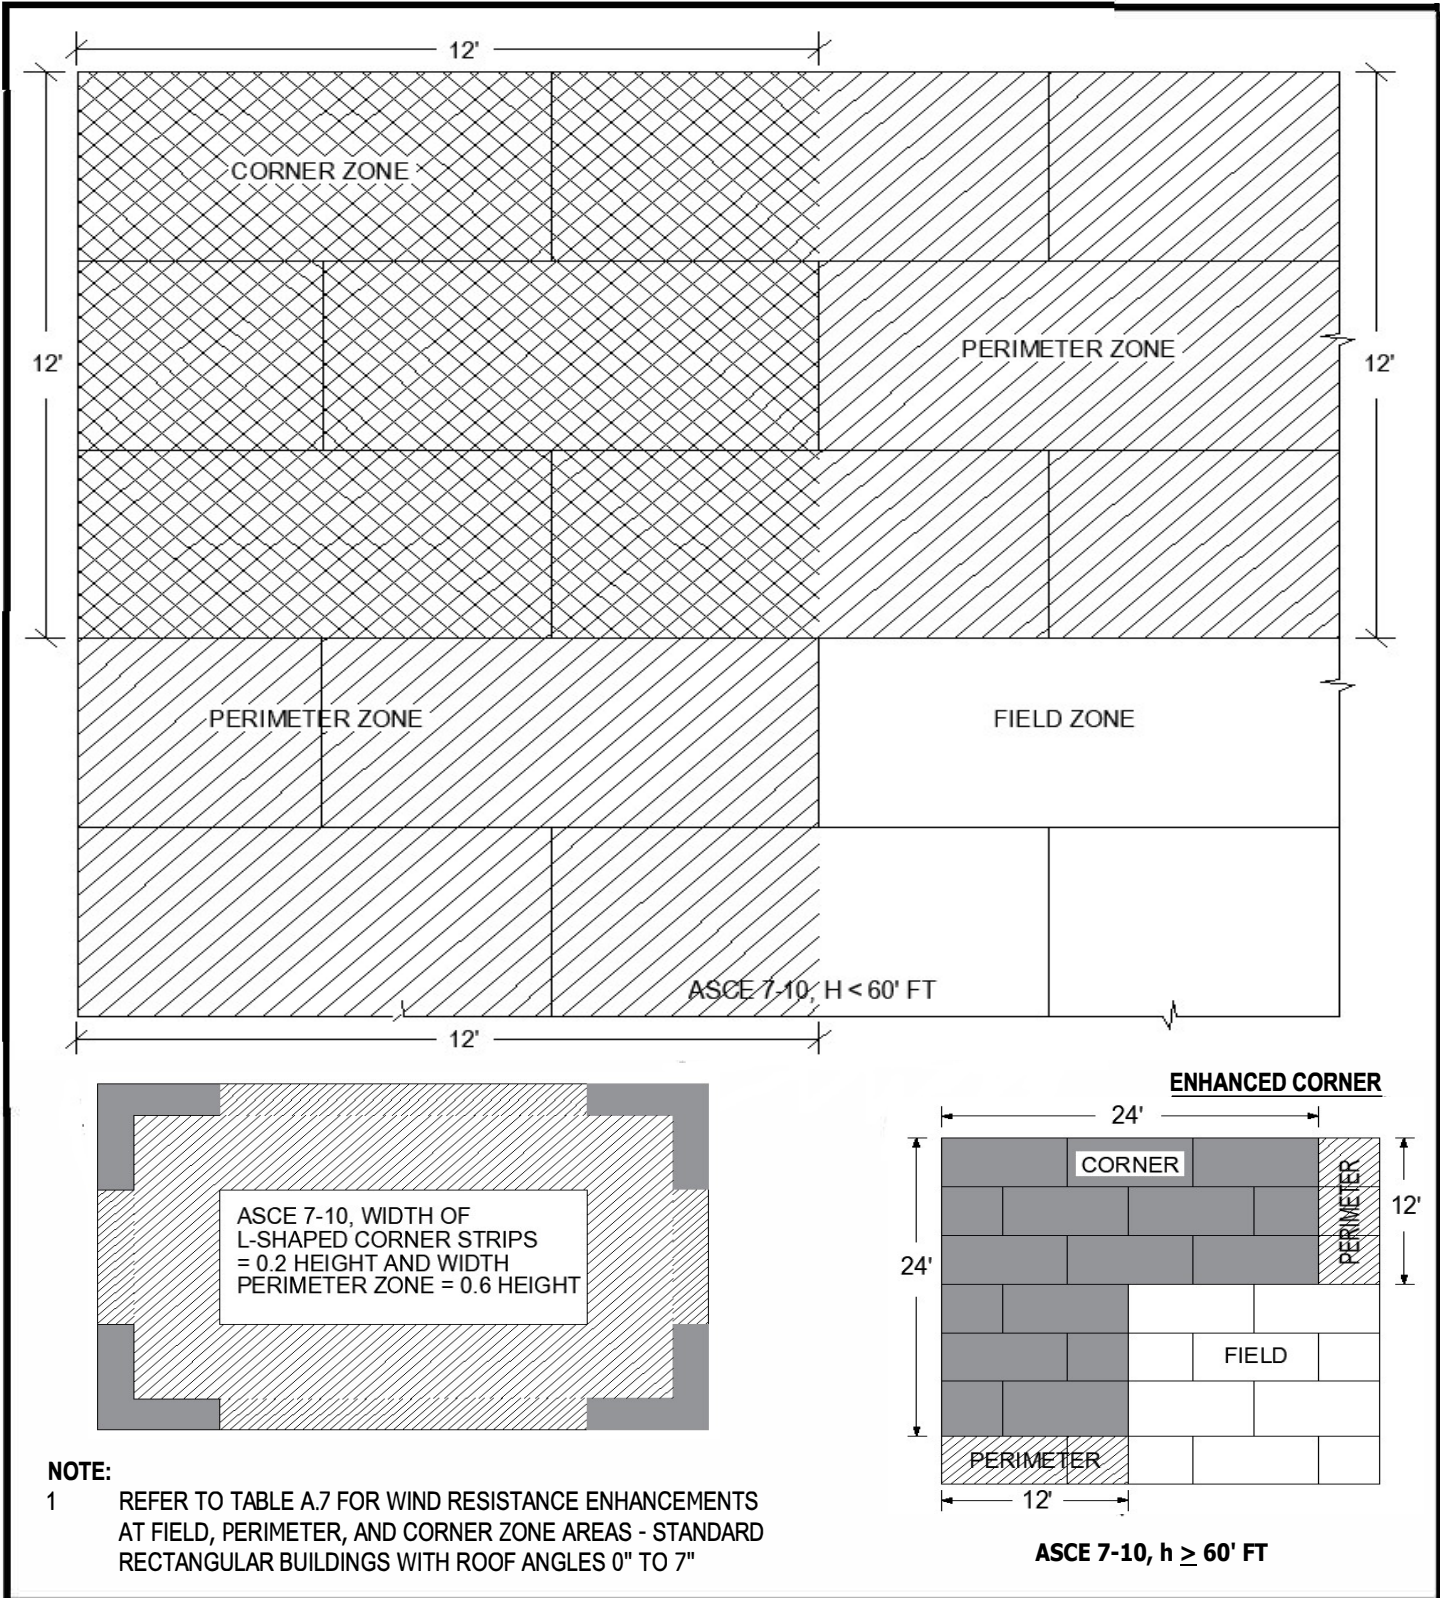 12'
CORNER ZONE
PERIMETER ZONE
12'
12'
PERIMETER ZONE
FIELD ZONE
ASCE 7-10, H < 60' FT
12'
ASCE 7-10, WIDTH OF
L-SHAPED CORNER STRIPS
= 0.2 HEIGHT AND WIDTH
PERIMETER ZONE = 0.6 HEIGHT
ENHANCED CORNER
24'
CORNER
PERIMETER
12'
24'
FIELD
PERIMETER
12'
ASCE 7-10, h ≥ 60' FT
NOTE:
1 REFER TO TABLE A.7 FOR WIND RESISTANCE ENHANCEMENTS
AT FIELD, PERIMETER, AND CORNER ZONE AREAS - STANDARD
RECTANGULAR BUILDINGS WITH ROOF ANGLES 0" TO 7"